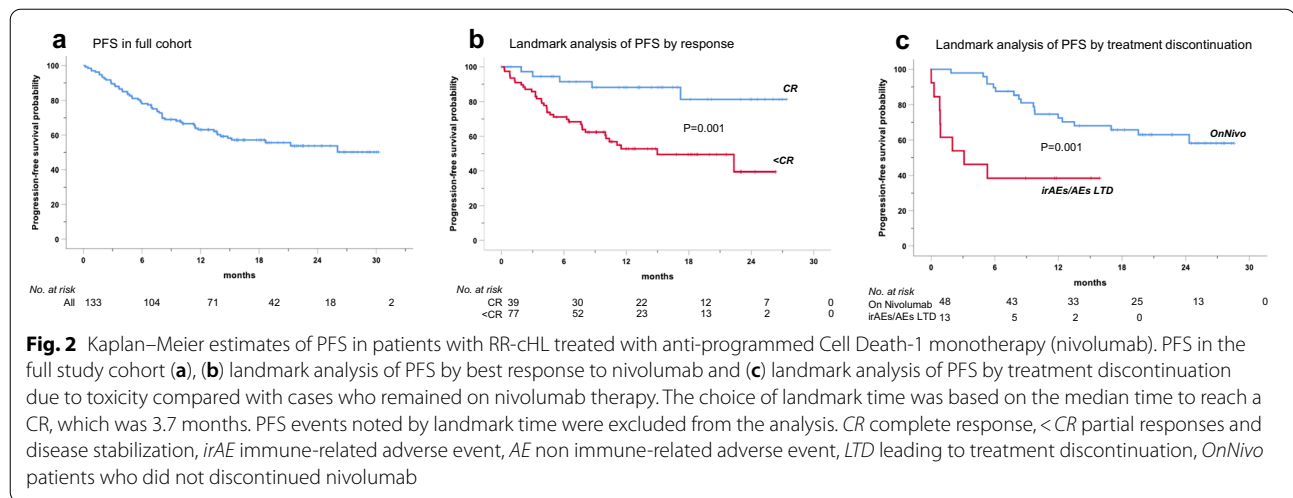 a PFS in full cohort
Progression-free survival probability
100
80
60
40
20
0
0 6 12 18 24 30
months
No. at risk
All 133 104 71 42 18 2
b Landmark analysis of PFS by response
Progression-free survival probability
100
80
60
40
20
0
CR
P=0.001
<CR
0 6 12 18 24 30
months
No. at risk
CR 39 30 22 12 7 0
<CR 77 52 23 13 2 0
c Landmark analysis of PFS by treatment discontinuation
Progression-free survival probability
100
80
60
40
20
0
OnNivo
P=0.001
irAEs/AEs LTD
0 6 12 18 24 30
months
No. at risk
On Nivolumab 48 43 33 25 13 0
irAEs/AEs LTD 13 5 2 0
Fig. 2 Kaplan–Meier estimates of PFS in patients with RR-cHL treated with anti-programmed Cell Death-1 monotherapy (nivolumab). PFS in the
full study cohort (a), (b) landmark analysis of PFS by best response to nivolumab and (c) landmark analysis of PFS by treatment discontinuation
due to toxicity compared with cases who remained on nivolumab therapy. The choice of landmark time was based on the median time to reach a
CR, which was 3.7 months. PFS events noted by landmark time were excluded from the analysis. CR complete response, < CR partial responses and
disease stabilization, irAE immune-related adverse event, AE non immune-related adverse event, LTD leading to treatment discontinuation, OnNivo
patients who did not discontinued nivolumab